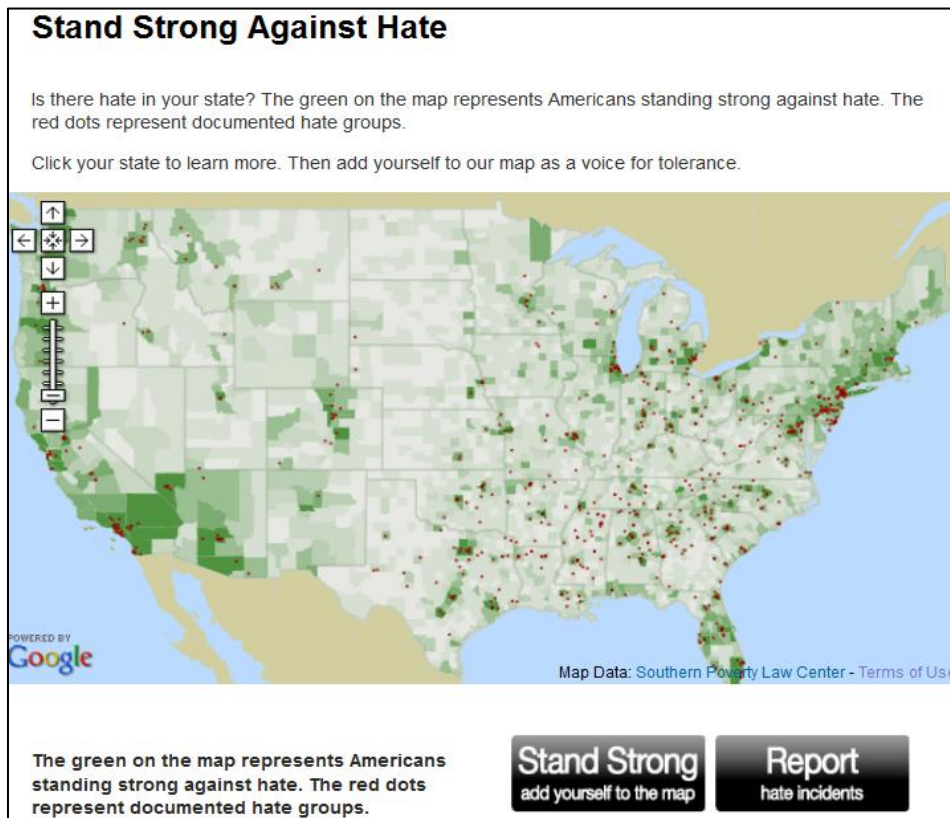 Stand Strong Against Hate
Is there hate in your state? The green on the map represents Americans standing strong against hate. The
red dots represent documented hate groups.
Click your state to learn more. Then add yourself to our map as a voice for tolerance.
POWERED BY
Google
Map Data: Southern Poverty Law Center - Terms of Use
The green on the map represents Americans
standing strong against hate. The red dots
represent documented hate groups.
Stand Strong
add yourself to the map
Report
hate incidents